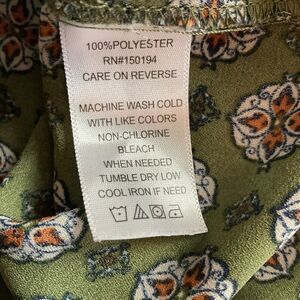 100%POLYESTER
RN#150194
CARE ON REVERSE
MACHINE WASH COLD
WITH LIKE COLORS
NON-CHLORINE
BLEACH
WHEN NEEDED
TUMBLE DRY LOW
COOL IRON IF NEED